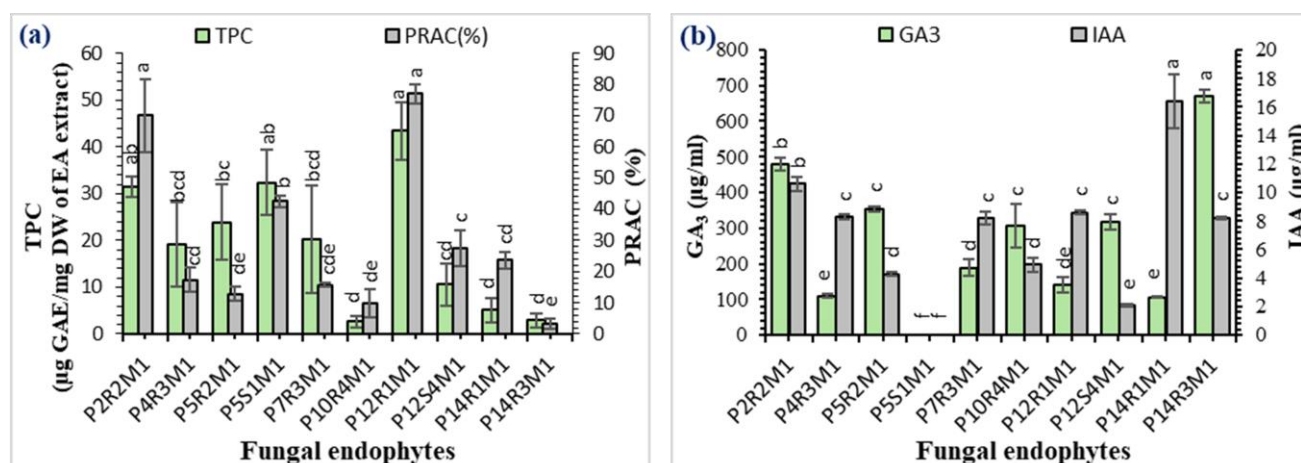 (a)
TPC PRAC(%)
TPC
(µg GAE/mg DW of EA extract)
60
50
40
30
20
10
0
ab a
bcd cd
bc de
ab b
bcd cde
d de
a a
cd c
d cd
d e
90
80
70
60
50
40
30
20
10
0
PRAC (%)
P2R2M1
P4R3M1
P5R2M1
P5S1M1
P7R3M1
P10R4M1
P12R1M1
P12S4M1
P14R1M1
P14R3M1
Fungal endophytes
(b)
GA3 IAA
GA₃ (µg/ml)
800
700
600
500
400
300
200
100
0
b b
e c
c d
f f
d c
c d
de c
c e
e a
a c
20
18
16
14
12
10
8
6
4
2
0
IAA (µg/ml)
P2R2M1
P4R3M1
P5R2M1
P5S1M1
P7R3M1
P10R4M1
P12R1M1
P12S4M1
P14R1M1
P14R3M1
Fungal endophytes